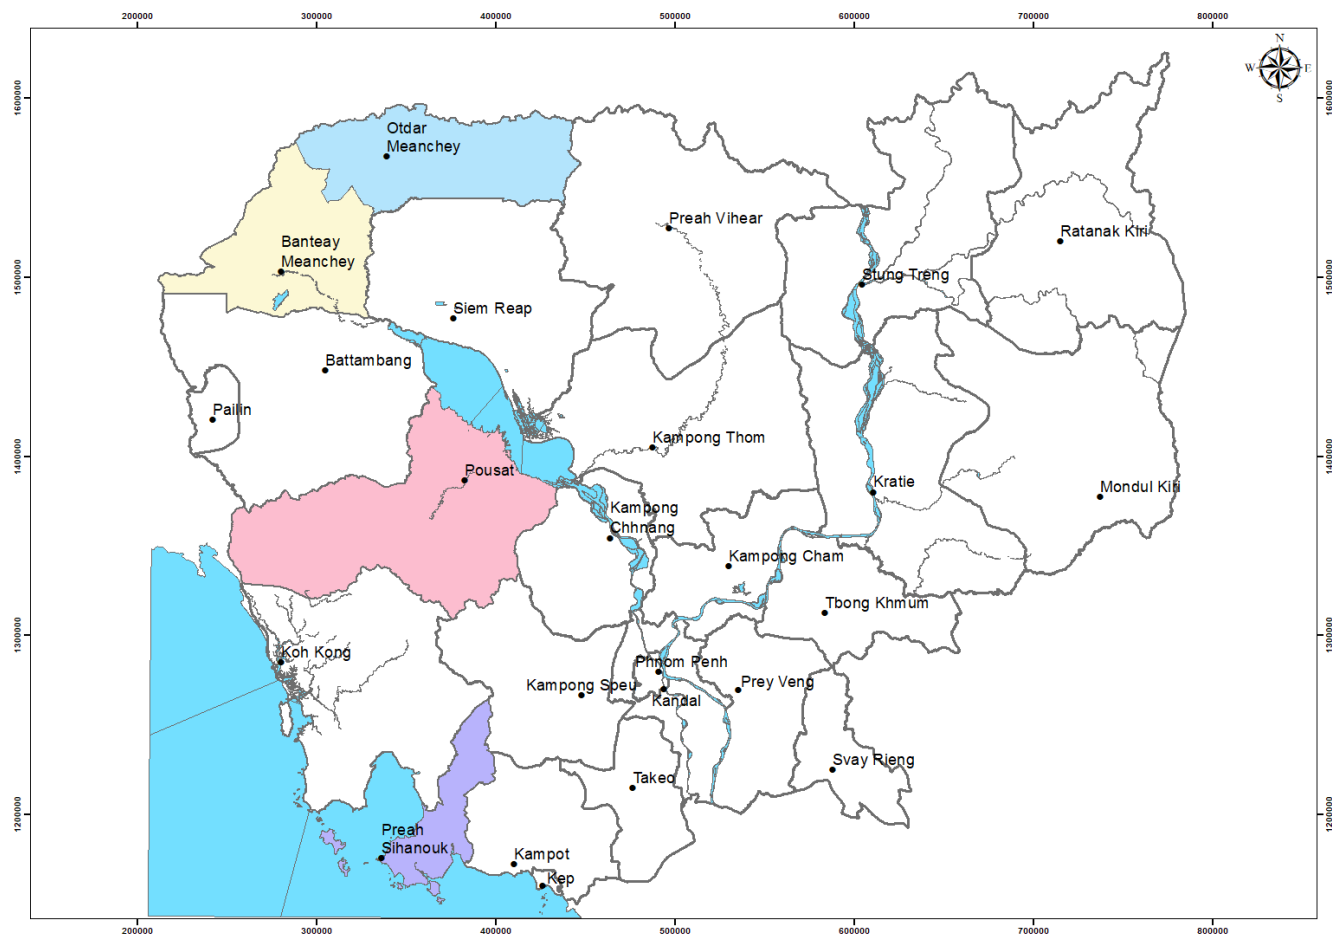 200000 300000 400000 500000 600000 700000 800000
N
W E
S
1600000 1600000
Otdar
Meanchey
Preah Vihear
Ratanak Kiri
Banteay
Meanchey
1500000 1500000
Stung Treng
Siem Reap
Battambang
Pailin
Kampong Thom
1400000 1400000
Pousat
Kratie
Mondul Kiri
Kampong
Chhnang
Kampong Cham
Tbong Khmum
1300000 1300000
Koh Kong
Phnom Penh
Kampong Speu
Prey Veng
Kandal
Svay Rieng
Takeo
1200000 1200000
Preah
Sihanouk
Kampot
Kep
200000 300000 400000 500000 600000 700000 800000